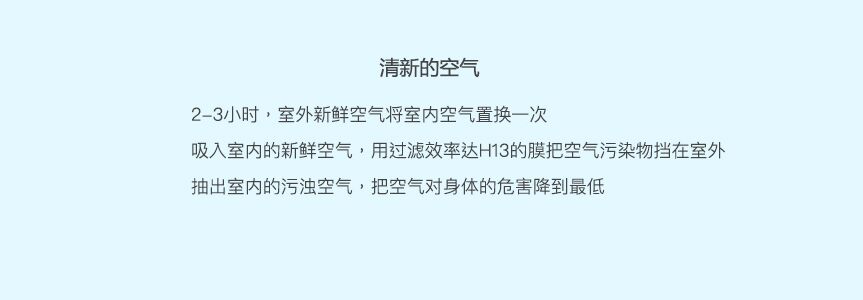 清新的空气
2-3小时，室外新鲜空气将室内空气置换一次
吸入室内的新鲜空气，用过滤效率达H13的膜把空气污染物挡在室外
抽出室内的污浊空气，把空气对身体的危害降到最低